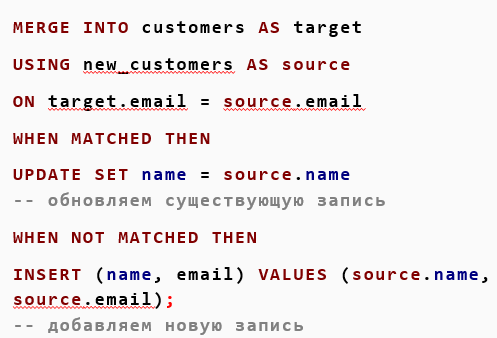 MERGE INTO customers AS target
USING new_customers AS source
ON target.email = source.email
WHEN MATCHED THEN
UPDATE SET name = source.name
-- обновляем существующую запись
WHEN NOT MATCHED THEN
INSERT (name, email) VALUES (source.name,
source.email);
-- добавляем новую запись